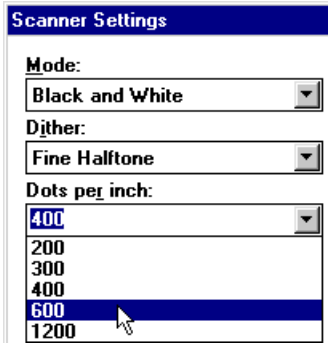 Scanner Settings
Mode:
Black and White
Dither:
Fine Halftone
Dots per inch:
400
200
300
400
600
1200